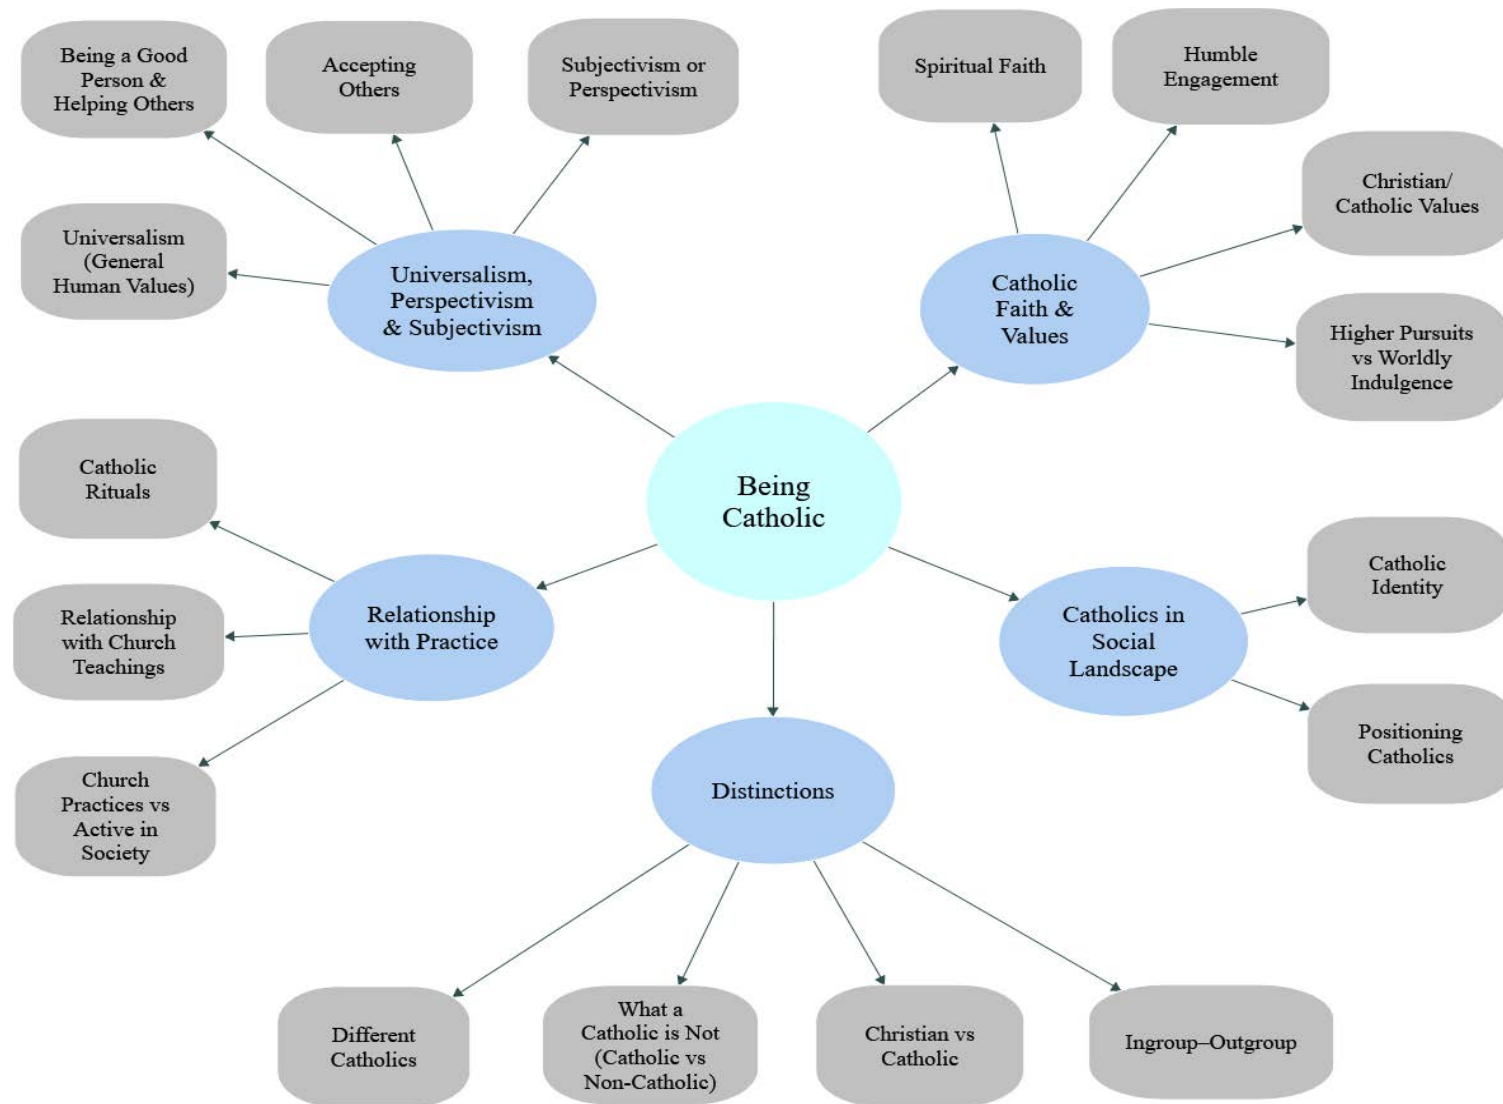 Being a Good
Person &
Helping Others
Accepting
Others
Subjectivism or
Perspectivism
Spiritual Faith
Humble
Engagement
Universalism
(General
Human Values)
Universalism,
Perspectivism
& Subjectivism
Catholic
Faith &
Values
Christian/
Catholic Values
Higher Pursuits
vs Worldly
Indulgence
Being
Catholic
Catholic
Rituals
Relationship
with Church
Teachings
Church
Practices vs
Active in
Society
Relationship
with Practice
Catholics in
Social
Landscape
Catholic
Identity
Positioning
Catholics
Distinctions
Different
Catholics
What a
Catholic is Not
(Catholic vs
Non-Catholic)
Christian vs
Catholic
Ingroup–Outgroup